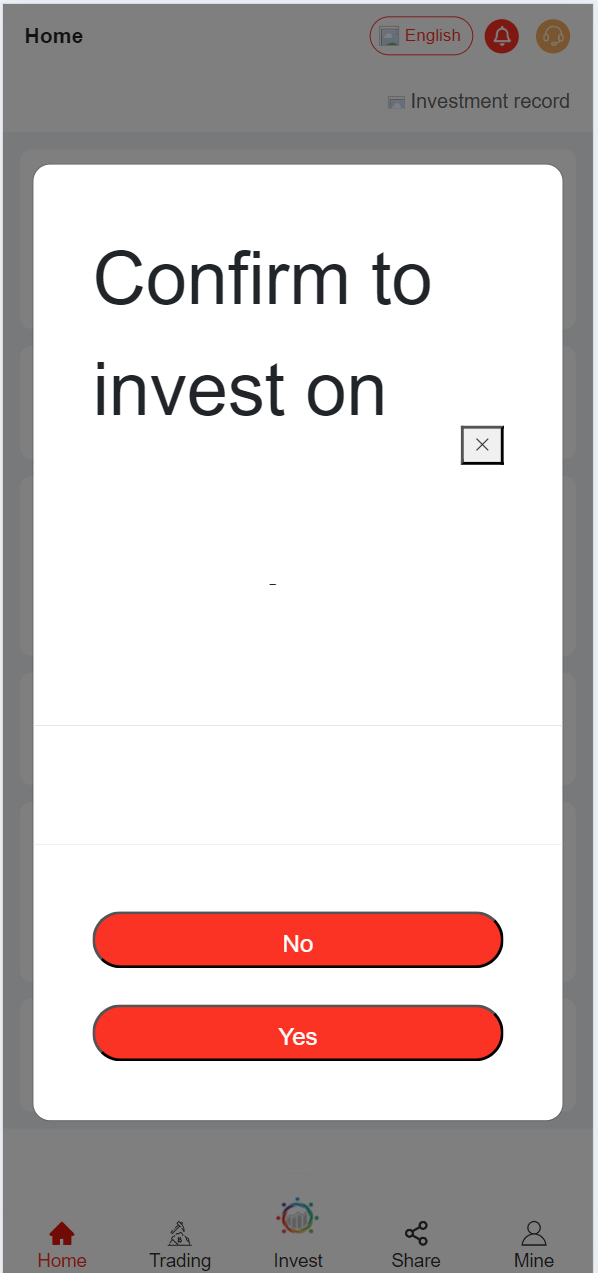 Home
English
Investment record
Confirm to
invest on
-
No
Yes
Home
Trading
Invest
Share
Mine